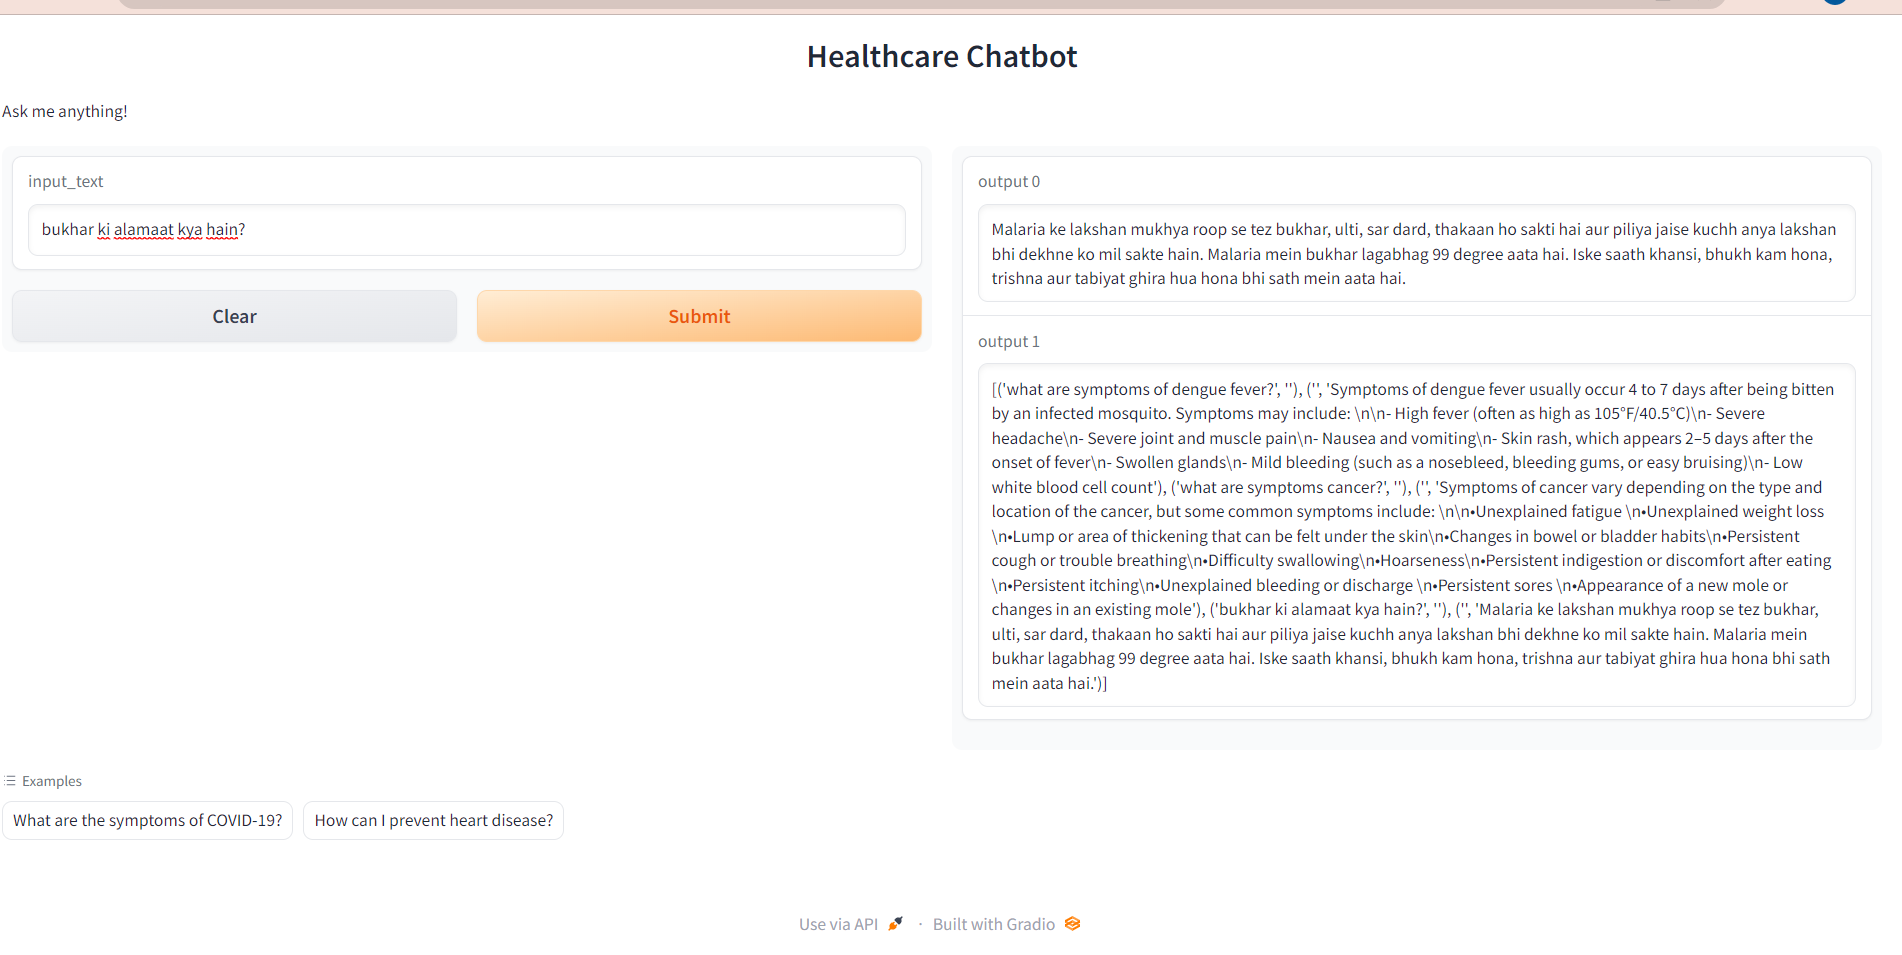 Healthcare Chatbot
Ask me anything!
input_text
bukhar ki alamaat kya hain?
Clear
Submit
output 0
Malaria ke lakshan mukhya roop se tez bukhar, ulti, sar dard, thakaan ho sakti hai aur piliya jaise kuchh anya lakshan
bhi dekhne ko mil sakte hain. Malaria mein bukhar lagabhag 99 degree aata hai. Iske saath khansi, bhukh kam hona,
trishna aur tabiyat ghira hua hona bhi sath mein aata hai.
output 1
[('what are symptoms of dengue fever?', ''), ('', 'Symptoms of dengue fever usually occur 4 to 7 days after being bitten
by an infected mosquito. Symptoms may include: \n\n- High fever (often as high as 105°F/40.5°C)\n- Severe
headache\n- Severe joint and muscle pain\n- Nausea and vomiting\n- Skin rash, which appears 2–5 days after the
onset of fever\n- Swollen glands\n- Mild bleeding (such as a nosebleed, bleeding gums, or easy bruising)\n- Low
white blood cell count'), ('what are symptoms cancer?', ''), ('', 'Symptoms of cancer vary depending on the type and
location of the cancer, but some common symptoms include: \n\n•Unexplained fatigue \n•Unexplained weight loss
\n•Lump or area of thickening that can be felt under the skin\n•Changes in bowel or bladder habits\n•Persistent
cough or trouble breathing\n•Difficulty swallowing\n•Hoarseness\n•Persistent indigestion or discomfort after eating
\n•Persistent itching\n•Unexplained bleeding or discharge \n•Persistent sores \n•Appearance of a new mole or
changes in an existing mole'), ('bukhar ki alamaat kya hain?', ''), ('', 'Malaria ke lakshan mukhya roop se tez bukhar,
ulti, sar dard, thakaan ho sakti hai aur piliya jaise kuchh anya lakshan bhi dekhne ko mil sakte hain. Malaria mein
bukhar lagabhag 99 degree aata hai. Iske saath khansi, bhukh kam hona, trishna aur tabiyat ghira hua hona bhi sath
mein aata hai.')]
Examples
What are the symptoms of COVID-19?
How can I prevent heart disease?
Use via API · Built with Gradio